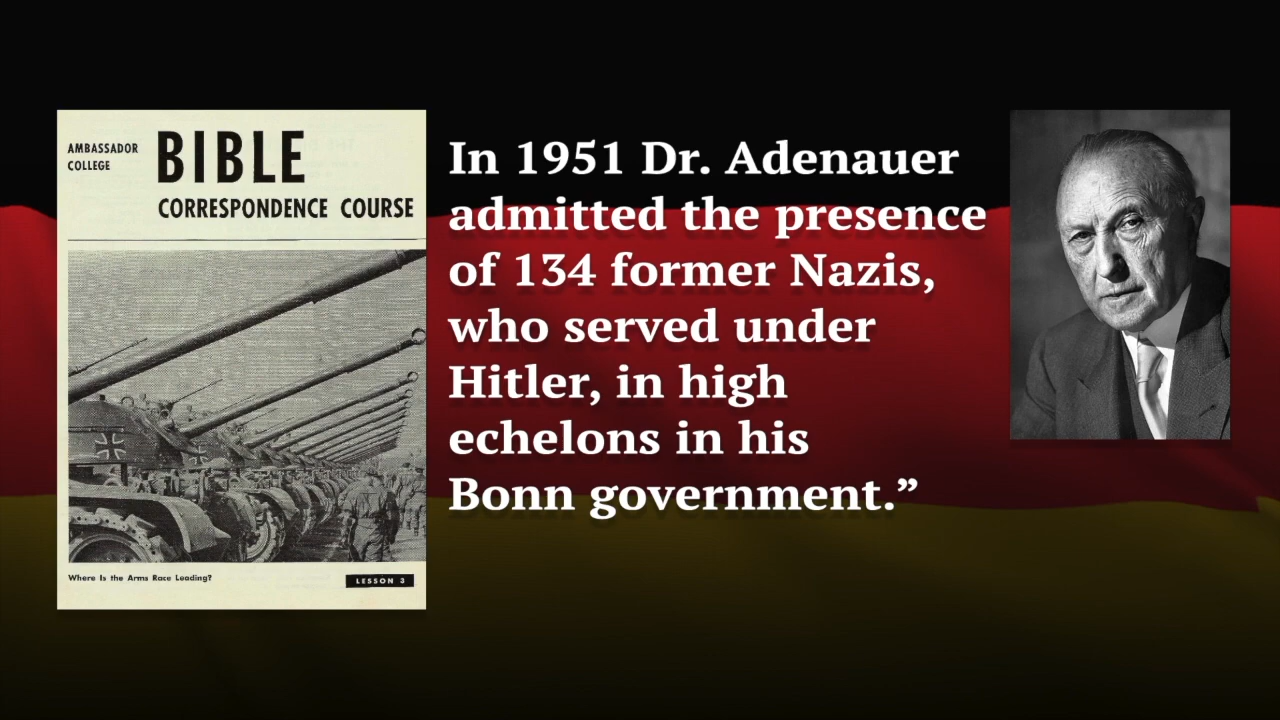 AMBASSADOR
COLLEGE
BIBLE
CORRESPONDENCE COURSE
Where Is the Arms Race Leading?
LESSON 3
In 1951 Dr. Adenauer
admitted the presence
of 134 former Nazis,
who served under
Hitler, in high
echelons in his
Bonn government.”